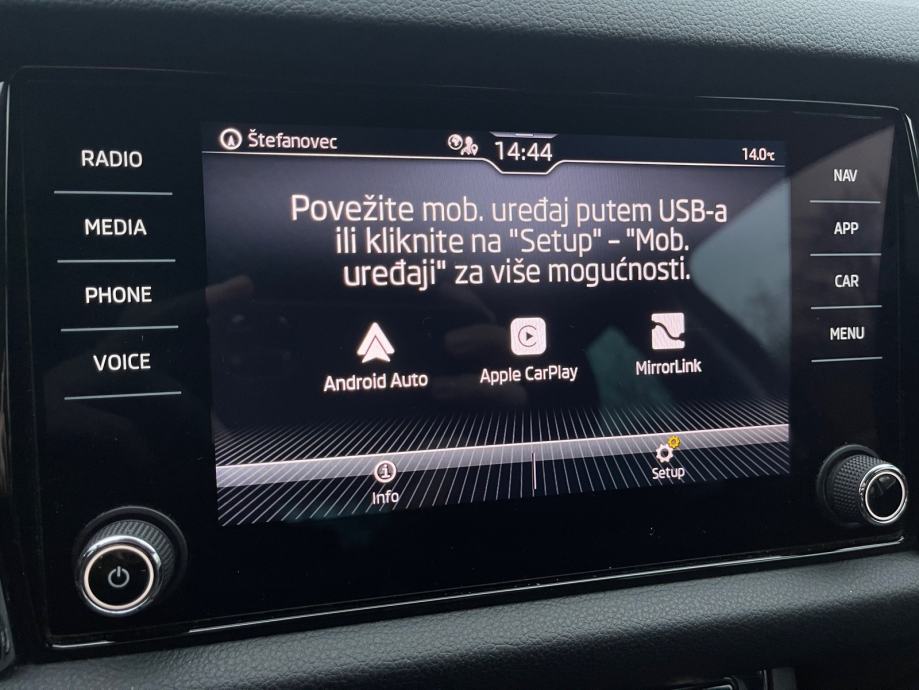 Štefanovec
14:44
14.0°C
RADIO
MEDIA
PHONE
VOICE
Povežite mob. uređaj putem USB-a
ili kliknite na "Setup" – "Mob.
uređaji" za više mogućnosti.
Android Auto
Apple CarPlay
MirrorLink
Info
Setup
NAV
APP
CAR
MENU